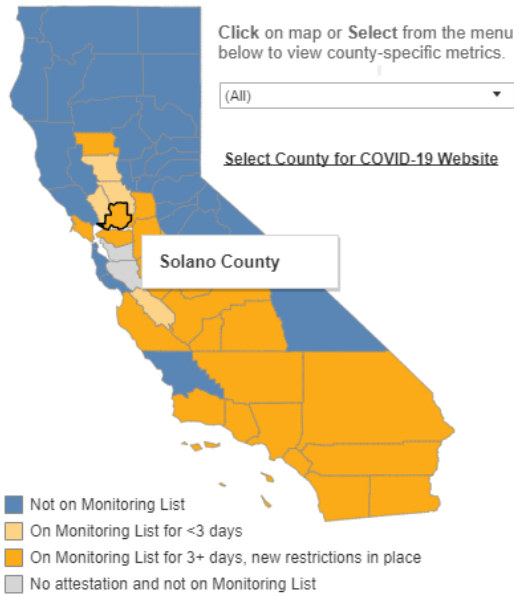 Click on map or Select from the menu
below to view county-specific metrics.
(All)
Select County for COVID-19 Website
Solano County
Not on Monitoring List
On Monitoring List for <3 days
On Monitoring List for 3+ days, new restrictions in place
No attestation and not on Monitoring List